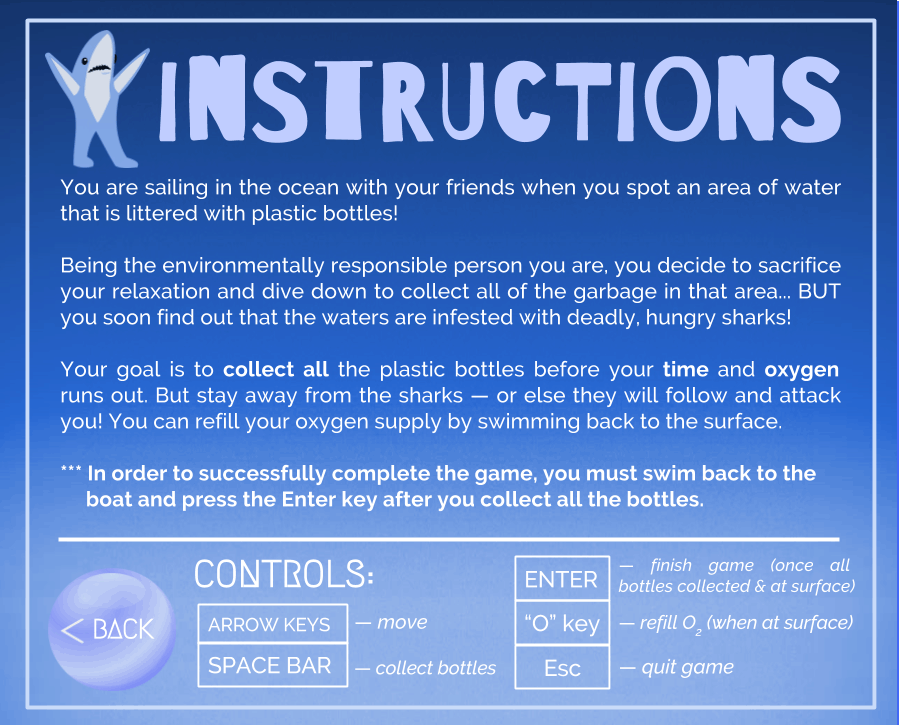 INSTRUCTIONS
You are sailing in the ocean with your friends when you spot an area of water
that is littered with plastic bottles!
Being the environmentally responsible person you are, you decide to sacrifice
your relaxation and dive down to collect all of the garbage in that area... BUT
you soon find out that the waters are infested with deadly, hungry sharks!
Your goal is to collect all the plastic bottles before your time and oxygen
runs out. But stay away from the sharks — or else they will follow and attack
you! You can refill your oxygen supply by swimming back to the surface.
*** In order to successfully complete the game, you must swim back to the
boat and press the Enter key after you collect all the bottles.
< BACK
CONTROLS:
ARROW KEYS — move
SPACE BAR — collect bottles
ENTER — finish game (once all
bottles collected & at surface)
“O” key — refill O₂ (when at surface)
Esc — quit game